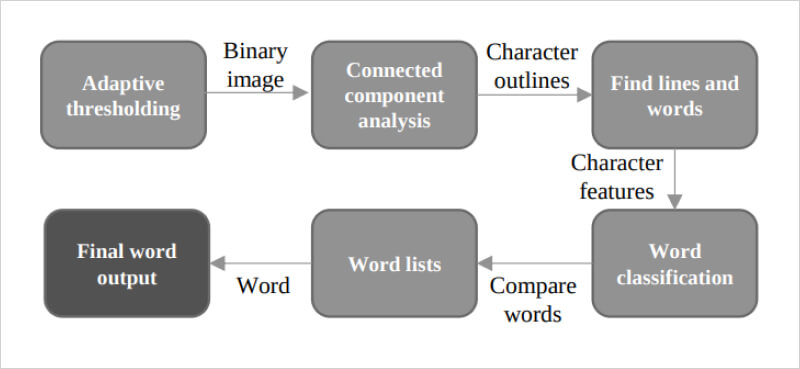 Adaptive
thresholding
Binary
image
Connected
component
analysis
Character
outlines
Find lines and
words
Character
features
Word
classification
Compare
words
Word lists
Word
Final word
output